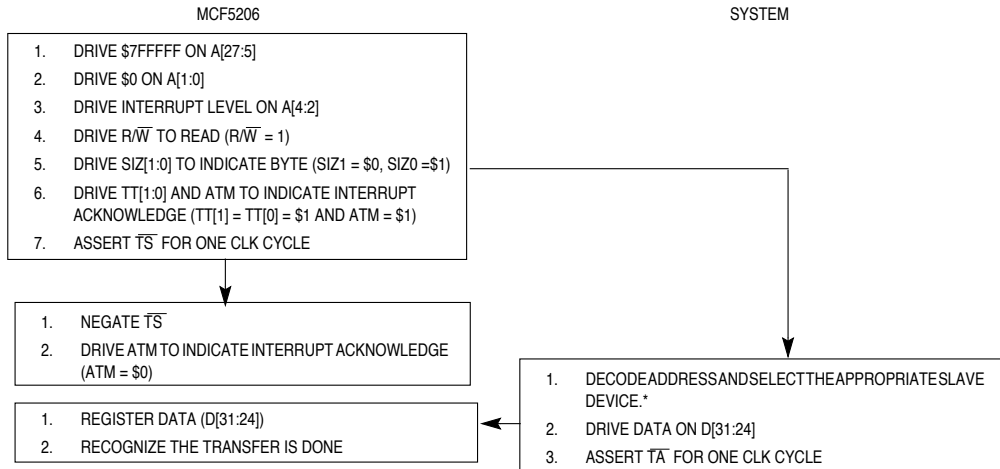 MCF5206
SYSTEM
1. DRIVE $7FFFFF ON A[27:5]
2. DRIVE $0 ON A[1:0]
3. DRIVE INTERRUPT LEVEL ON A[4:2]
4. DRIVE R/W̅ TO READ (R/W̅ = 1)
5. DRIVE SIZ[1:0] TO INDICATE BYTE (SIZ1 = $0, SIZ0 =$1)
6. DRIVE TT[1:0] AND ATM TO INDICATE INTERRUPT
ACKNOWLEDGE (TT[1] = TT[0] = $1 AND ATM = $1)
7. ASSERT T̅S̅ FOR ONE CLK CYCLE
1. NEGATE T̅S̅
2. DRIVE ATM TO INDICATE INTERRUPT ACKNOWLEDGE
(ATM = $0)
1. DECODE ADDRESS AND SELECT THE APPROPRIATE SLAVE
DEVICE.*
2. DRIVE DATA ON D[31:24]
3. ASSERT T̅A̅ FOR ONE CLK CYCLE
1. REGISTER DATA (D[31:24])
2. RECOGNIZE THE TRANSFER IS DONE